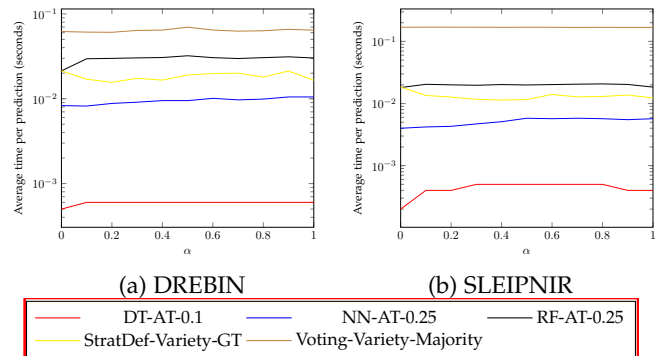 Average time per prediction (seconds)
10⁻¹
10⁻²
10⁻³
0 0.2 0.4 0.6 0.8 1
α
(a) DREBIN
Average time per prediction (seconds)
10⁻¹
10⁻²
10⁻³
0 0.2 0.4 0.6 0.8 1
α
(b) SLEIPNIR
DT-AT-0.1 NN-AT-0.25 RF-AT-0.25
StratDef-Variety-GT Voting-Variety-Majority